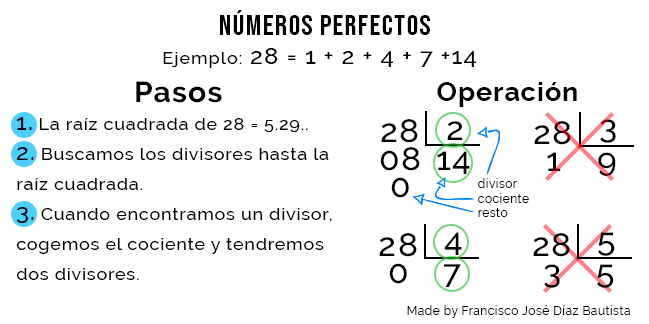 NÚMEROS PERFECTOS
Ejemplo: 28 = 1 + 2 + 4 + 7 +14
Pasos
1. La raíz cuadrada de 28 = 5.29..
2. Buscamos los divisores hasta la
raíz cuadrada.
3. Cuando encontramos un divisor,
cogemos el cociente y tendremos
dos divisores.
Operación
28 2
08 14
0
divisor
cociente
resto
28 3
1 9
28 4
0 7
28 5
3 5
Made by Francisco José Díaz Bautista